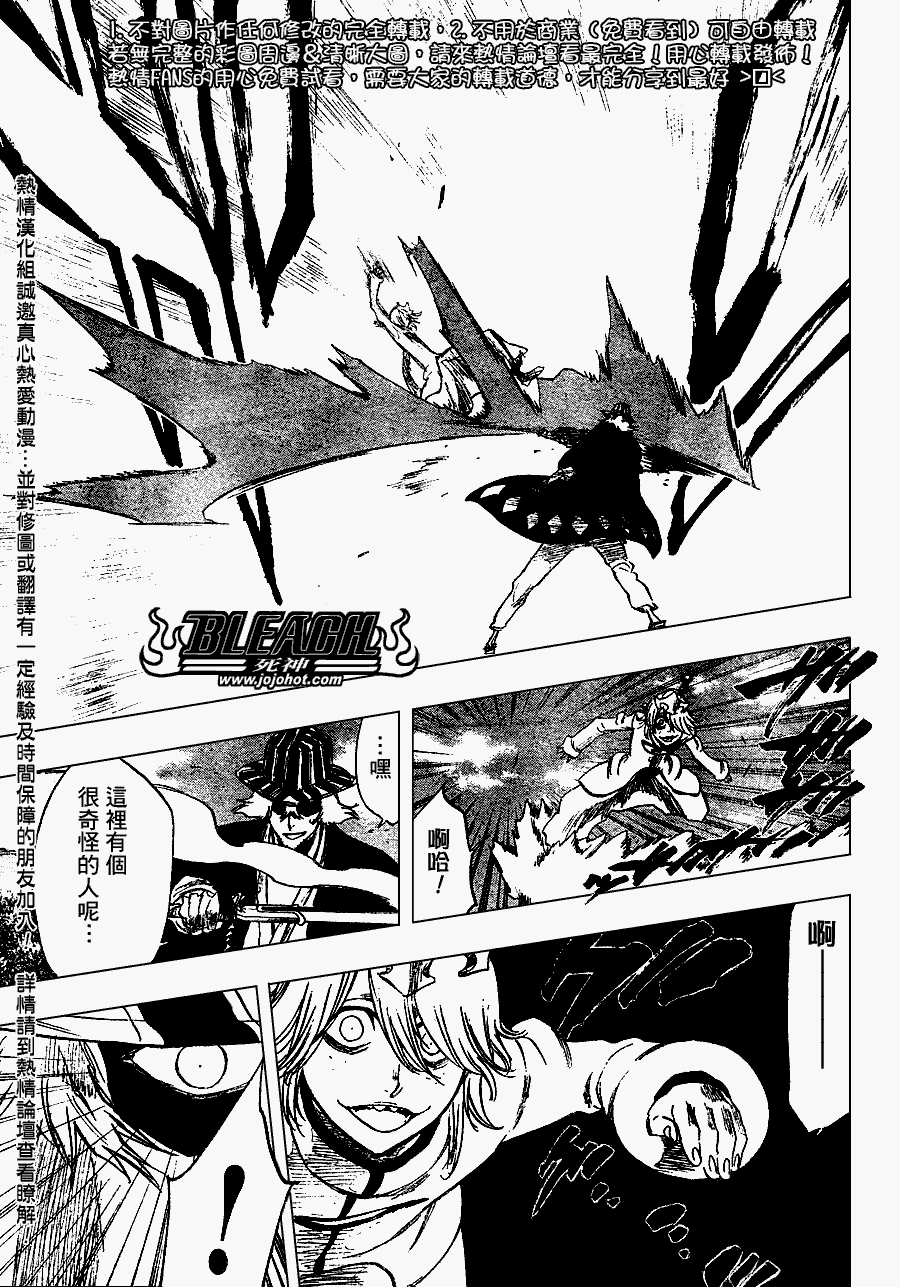 1. 不對圖片作任何修改的完全轉載，2. 不用於商業（免費看到）可自由轉載
若無完整的彩圖周漫＆清晰大圖，請來熱情論壇看最完全！用心轉載發佈！
熱情FANS的用心免費試看，需要大家的轉載道德，才能分享到最好 >口<
熱情漢化組誠邀真心熱愛動漫…並對修圖或翻譯有一定經驗及時間保障的朋友加入！ 詳情請到熱情論壇查看瞭解
BLEACH
死神
www.jojohot.com
啊哈！
…嘿
這裡有個
很奇怪的人呢…
啊——
！